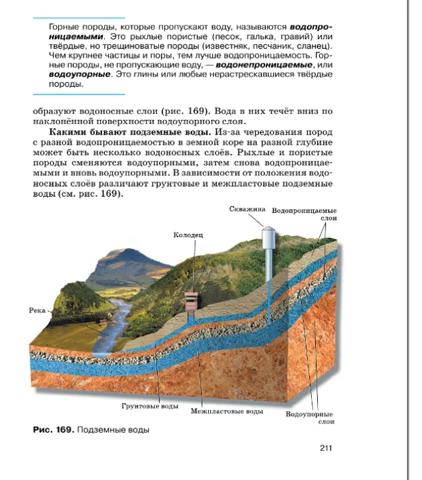 Горные породы, которые пропускают воду, называются водопро-
ницаемыми. Это рыхлые пористые (песок, галька, гравий) или
твёрдые, но трещиноватые породы (известняк, песчаник, сланец).
Чем крупнее частицы и поры, тем лучше водопроницаемость. Гор-
ные породы, не пропускающие воду, — водонепроницаемые, или
водоупорные. Это глины или любые нерастрескавшиеся твёрдые
породы.
образуют водоносные слои (рис. 169). Вода в них течёт вниз по
наклонённой поверхности водоупорного слоя.
Какими бывают подземные воды. Из-за чередования пород
с разной водопроницаемостью в земной коре на разной глубине
может быть несколько водоносных слоёв. Рыхлые и пористые
породы сменяются водоупорными, затем снова водопроницае-
мыми и вновь водоупорными. В зависимости от положения водо-
носных слоёв различают грунтовые и межпластовые подземные
воды (см. рис. 169).
Скважина
Водопроницаемые
слои
Колодец
Река
Грунтовые воды
Межпластовые воды
Водоупорные
слои
Рис. 169. Подземные воды
211